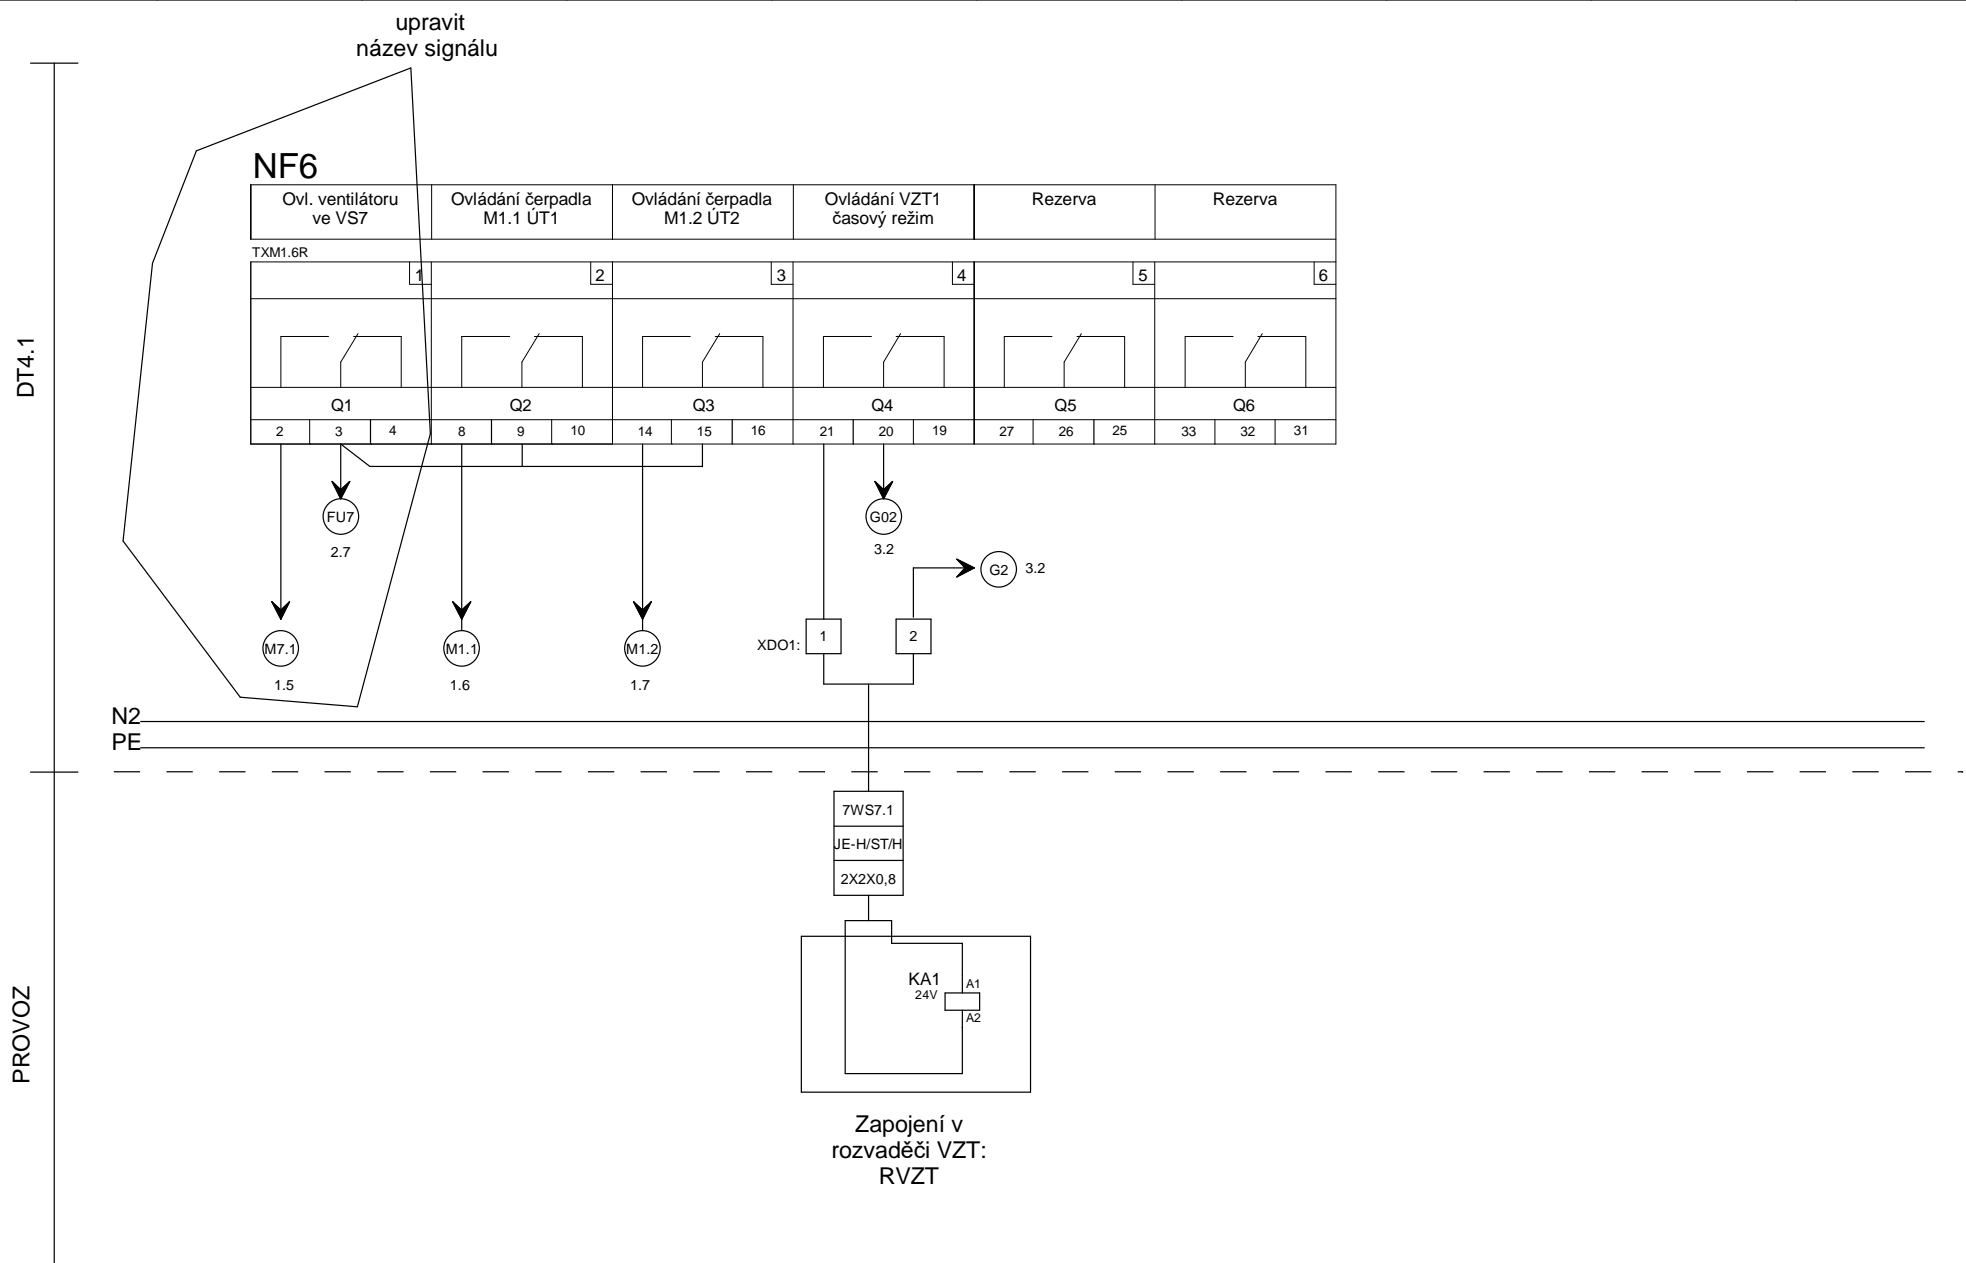 upravit
název signálu
NF6
Ovl. ventilátoru
ve VS7
Ovládání čerpadla
M1.1 ÚT1
Ovládání čerpadla
M1.2 ÚT2
Ovládání VZT1
časový režim
Rezerva
Rezerva
TXM1.6R
1 2 3 4 5 6
DT4.1
Q1 Q2 Q3 Q4 Q5 Q6
2 3 4 8 9 10 14 15 16 21 20 19 27 26 25 33 32 31
FU7
2.7
G02
3.2
G2 3.2
M7.1
1.5
M1.1
1.6
M1.2
1.7
XDO1: 1 2
N2
PE
7WS7.1
JE-H/ST/H
2X2X0,8
PROVOZ
KA1
24V
A1
A2
Zapojení v
rozvaděči VZT:
RVZT